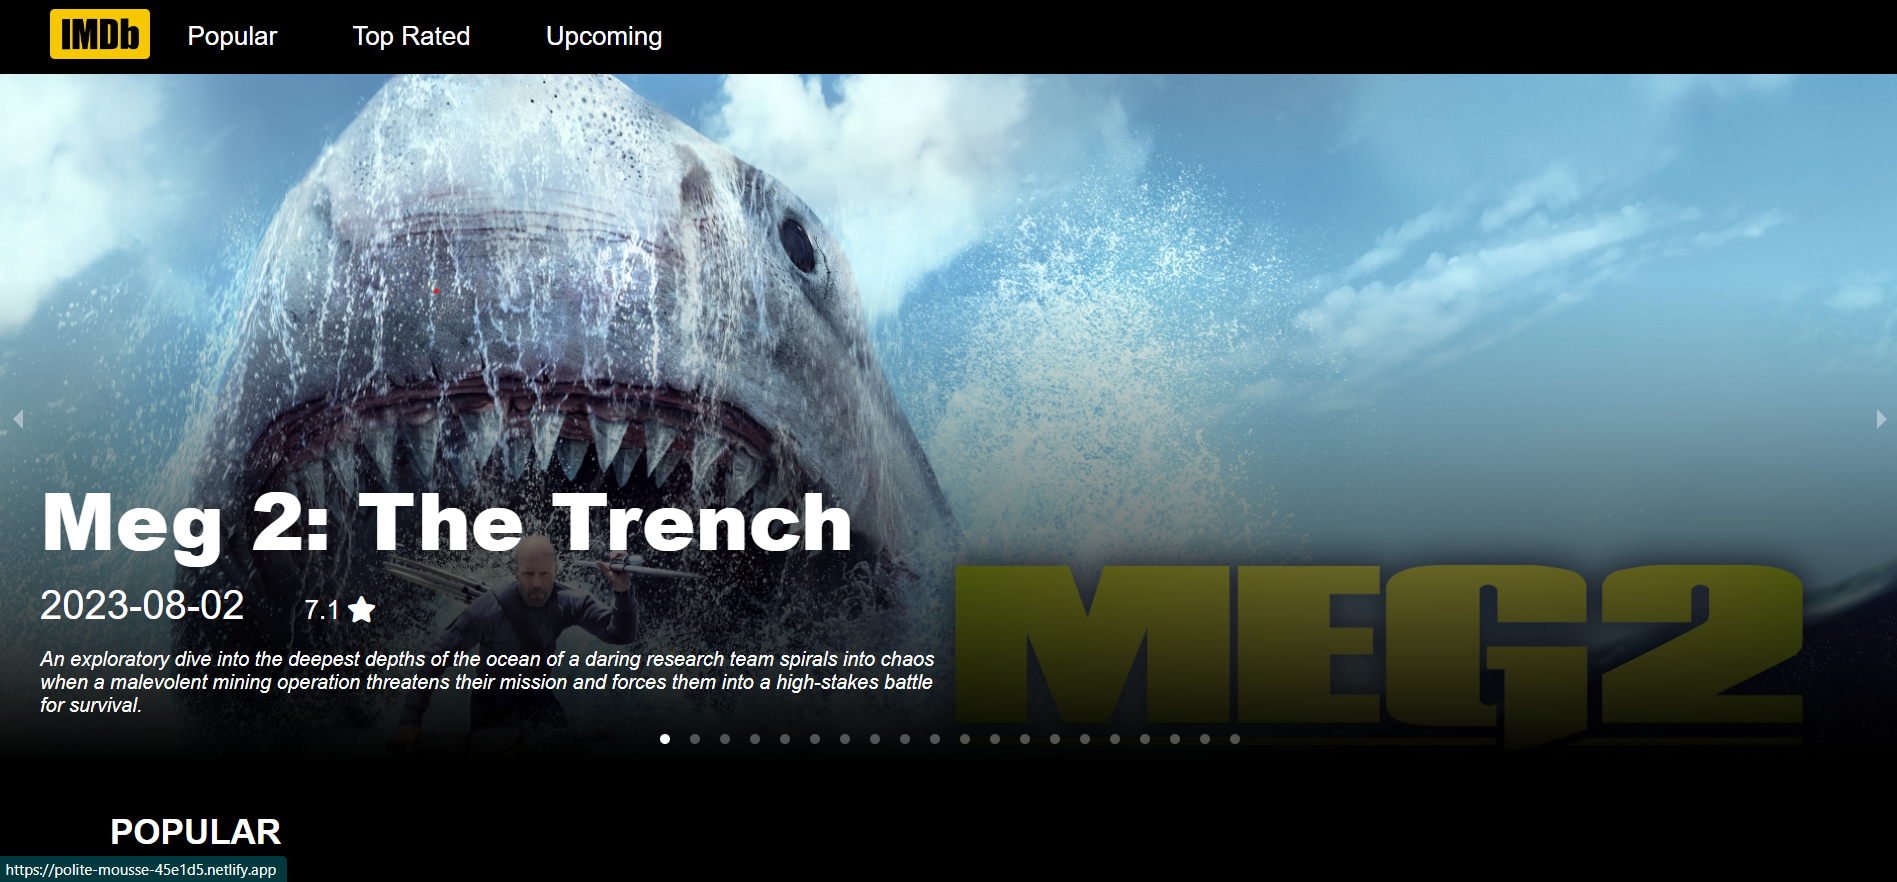 IMDb Popular Top Rated Upcoming
Meg 2: The Trench
2023-08-02 7.1
An exploratory dive into the deepest depths of the ocean of a daring research team spirals into chaos
when a malevolent mining operation threatens their mission and forces them into a high-stakes battle
for survival.
MEG2
POPULAR
https://polite-mousse-45e1d5.netlify.app